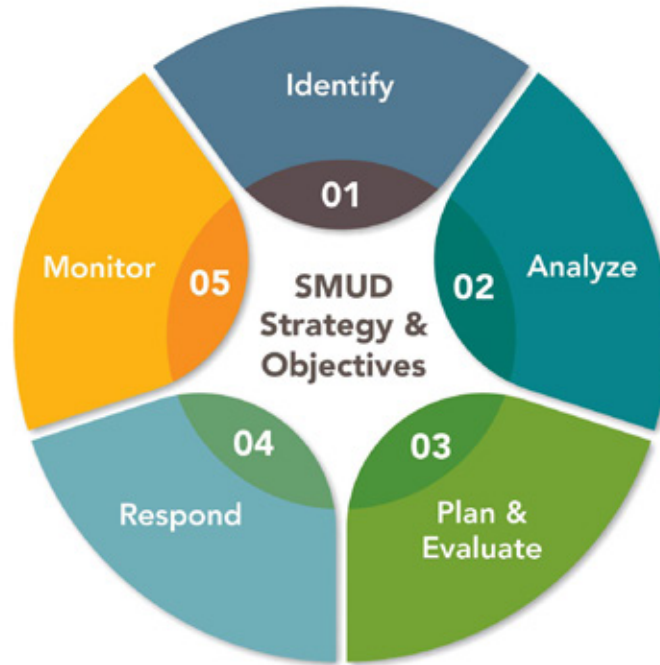 Identify
01
Analyze
02
Plan &
Evaluate
03
Respond
04
Monitor
05
SMUD
Strategy &
Objectives